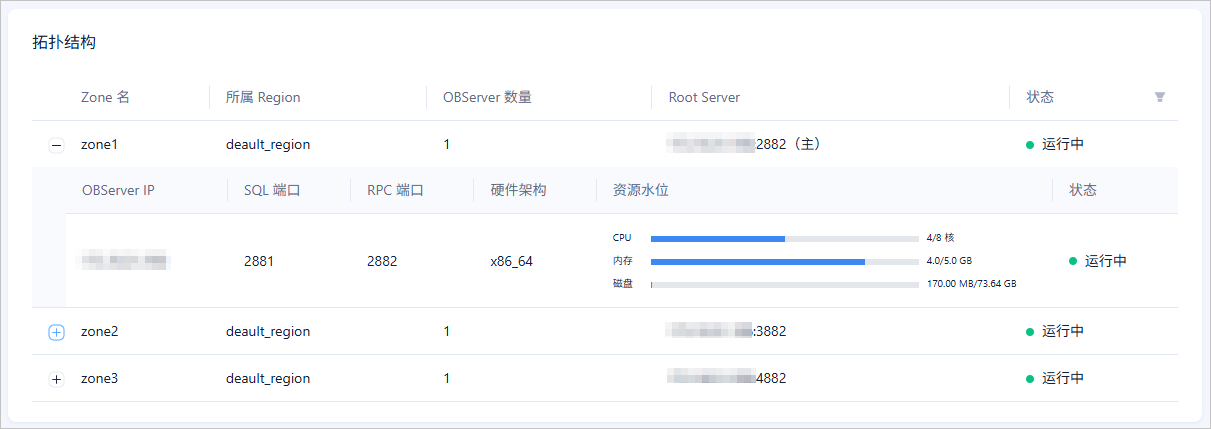 拓扑结构
Zone 名 所属 Region OBServer 数量 Root Server 状态
zone1 deault_region 1 2882（主） 运行中
OBServer IP SQL 端口 RPC 端口 硬件架构 资源水位 状态
CPU 4/8 核
2881 2882 x86_64 内存 4.0/5.0 GB 运行中
磁盘 170.00 MB/73.64 GB
zone2 deault_region 1 :3882 运行中
zone3 deault_region 1 4882 运行中